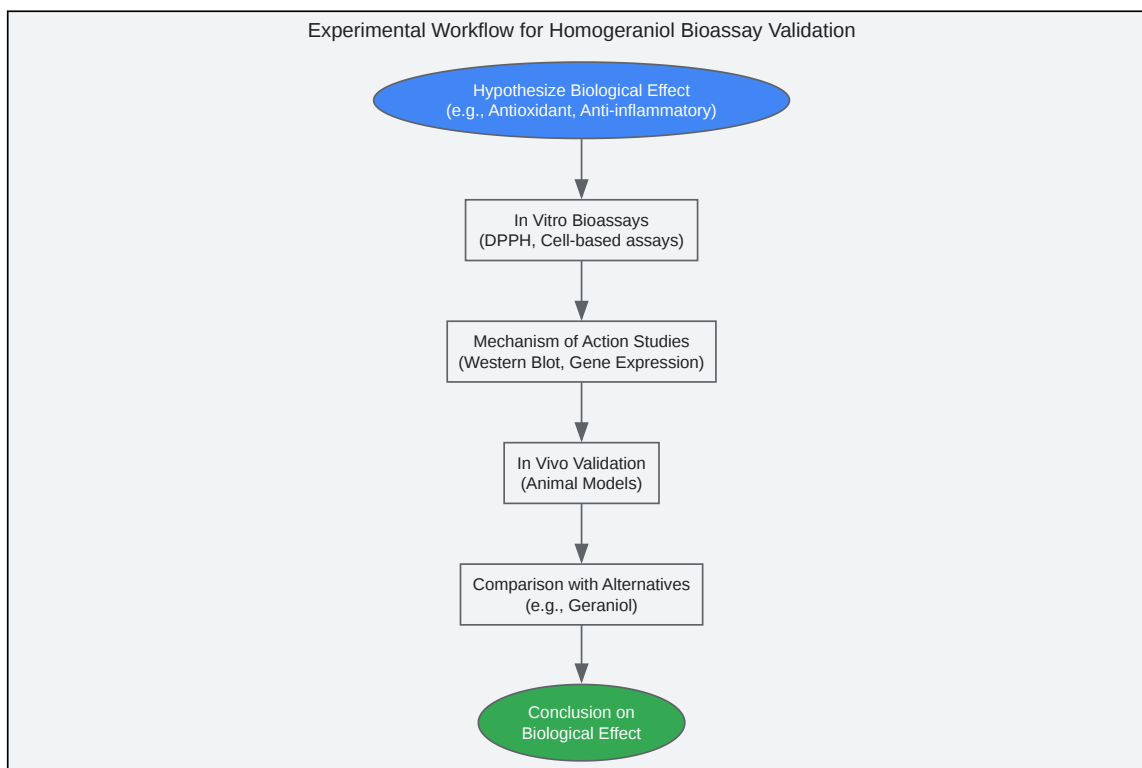 Experimental Workflow for Homogeraniol Bioassay Validation
Hypothesize Biological Effect
(e.g., Antioxidant, Anti-inflammatory)
In Vitro Bioassays
(DPPH, Cell-based assays)
Mechanism of Action Studies
(Western Blot, Gene Expression)
In Vivo Validation
(Animal Models)
Comparison with Alternatives
(e.g., Geraniol)
Conclusion on
Biological Effect